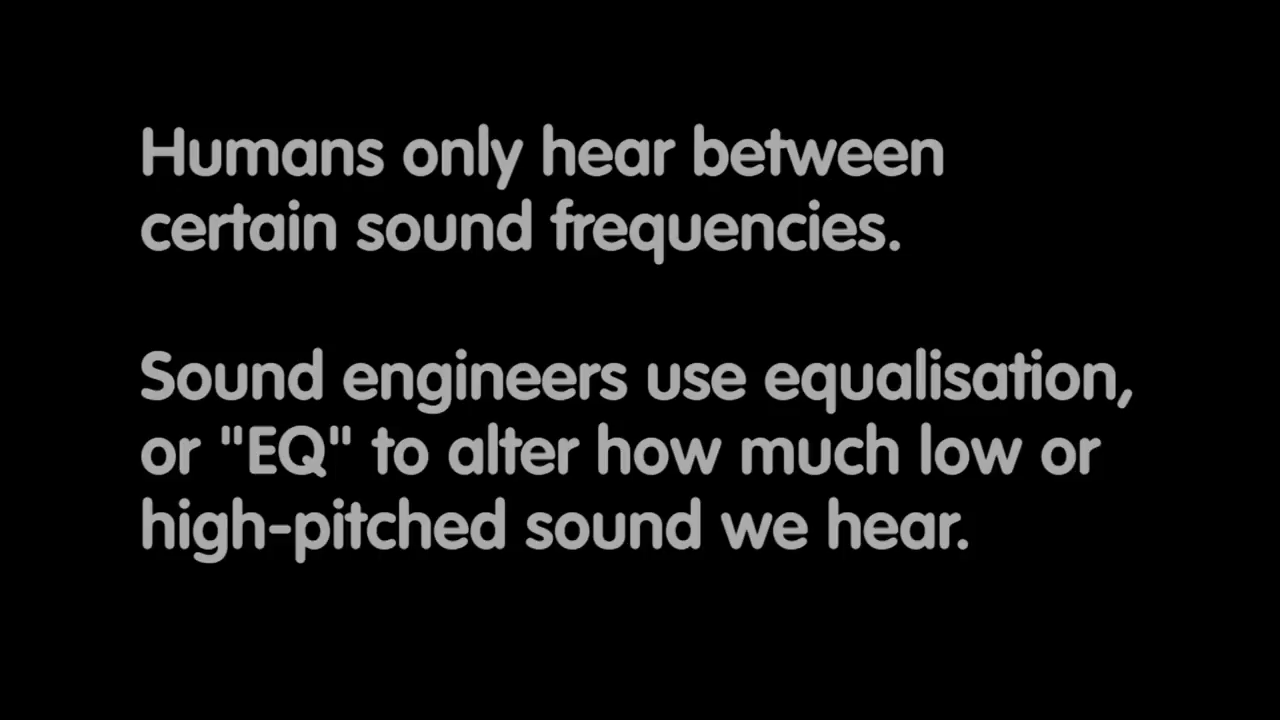 Humans only hear between
certain sound frequencies.
Sound engineers use equalisation,
or "EQ" to alter how much low or
high-pitched sound we hear.